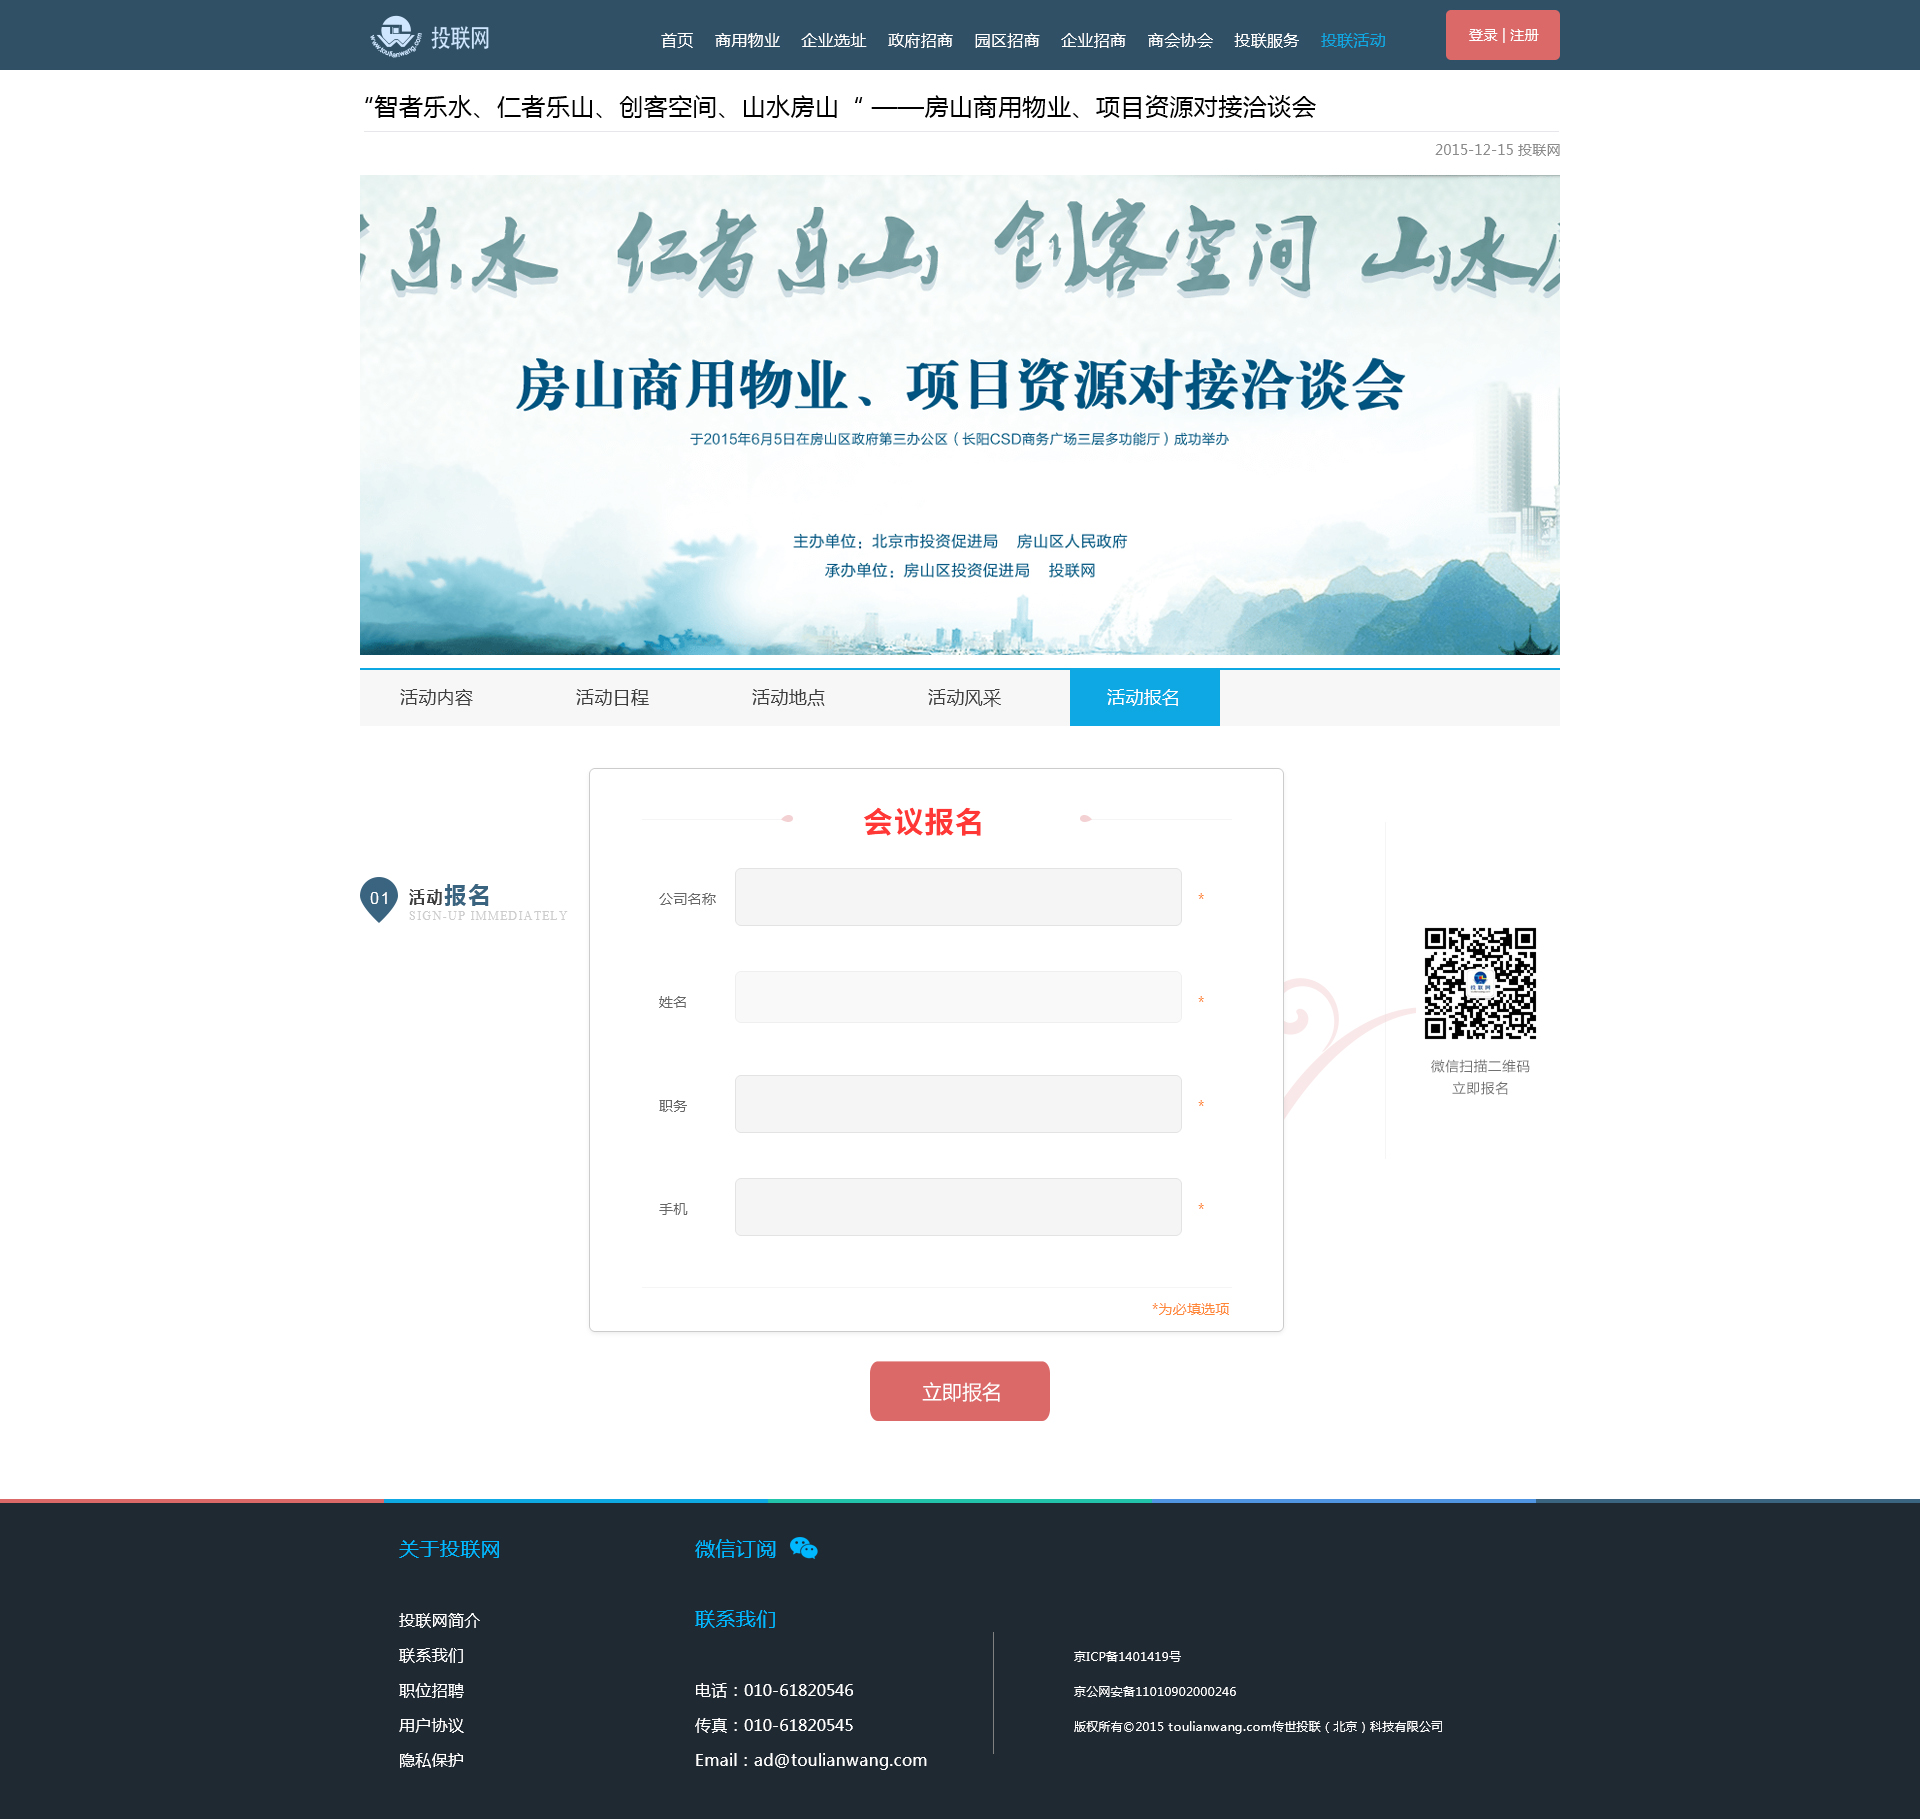 投联网
www.toulianwang.com
首页 商用物业 企业选址 政府招商 园区招商 企业招商 商会协会 投联服务 投联活动
登录 | 注册
“智者乐水、仁者乐山、创客空间、山水房山“ ——房山商用物业、项目资源对接洽谈会
2015-12-15 投联网
者乐水 仁者乐山 创客空间 山水房
房山商用物业、项目资源对接洽谈会
于2015年6月5日在房山区政府第三办公区（长阳CSD商务广场三层多功能厅）成功举办
主办单位：北京市投资促进局 房山区人民政府
承办单位：房山区投资促进局 投联网
活动内容 活动日程 活动地点 活动风采 活动报名
01 活动报名
SIGN-UP IMMEDIATELY
会议报名
公司名称 *
姓名 *
职务 *
手机 *
*为必填选项
投联网
微信扫描二维码
立即报名
立即报名
关于投联网
投联网简介
联系我们
职位招聘
用户协议
隐私保护
微信订阅
联系我们
电话：010-61820546
传真：010-61820545
Email：ad@toulianwang.com
京ICP备1401419号
京公网安备11010902000246
版权所有©2015 toulianwang.com传世投联（北京）科技有限公司